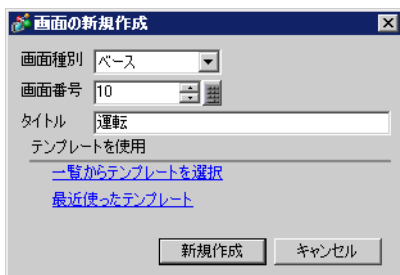 画面の新規作成
画面種別 ベース
画面番号 10
タイトル 運転
テンプレートを使用
一覧からテンプレートを選択
最近使ったテンプレート
新規作成 キャンセル